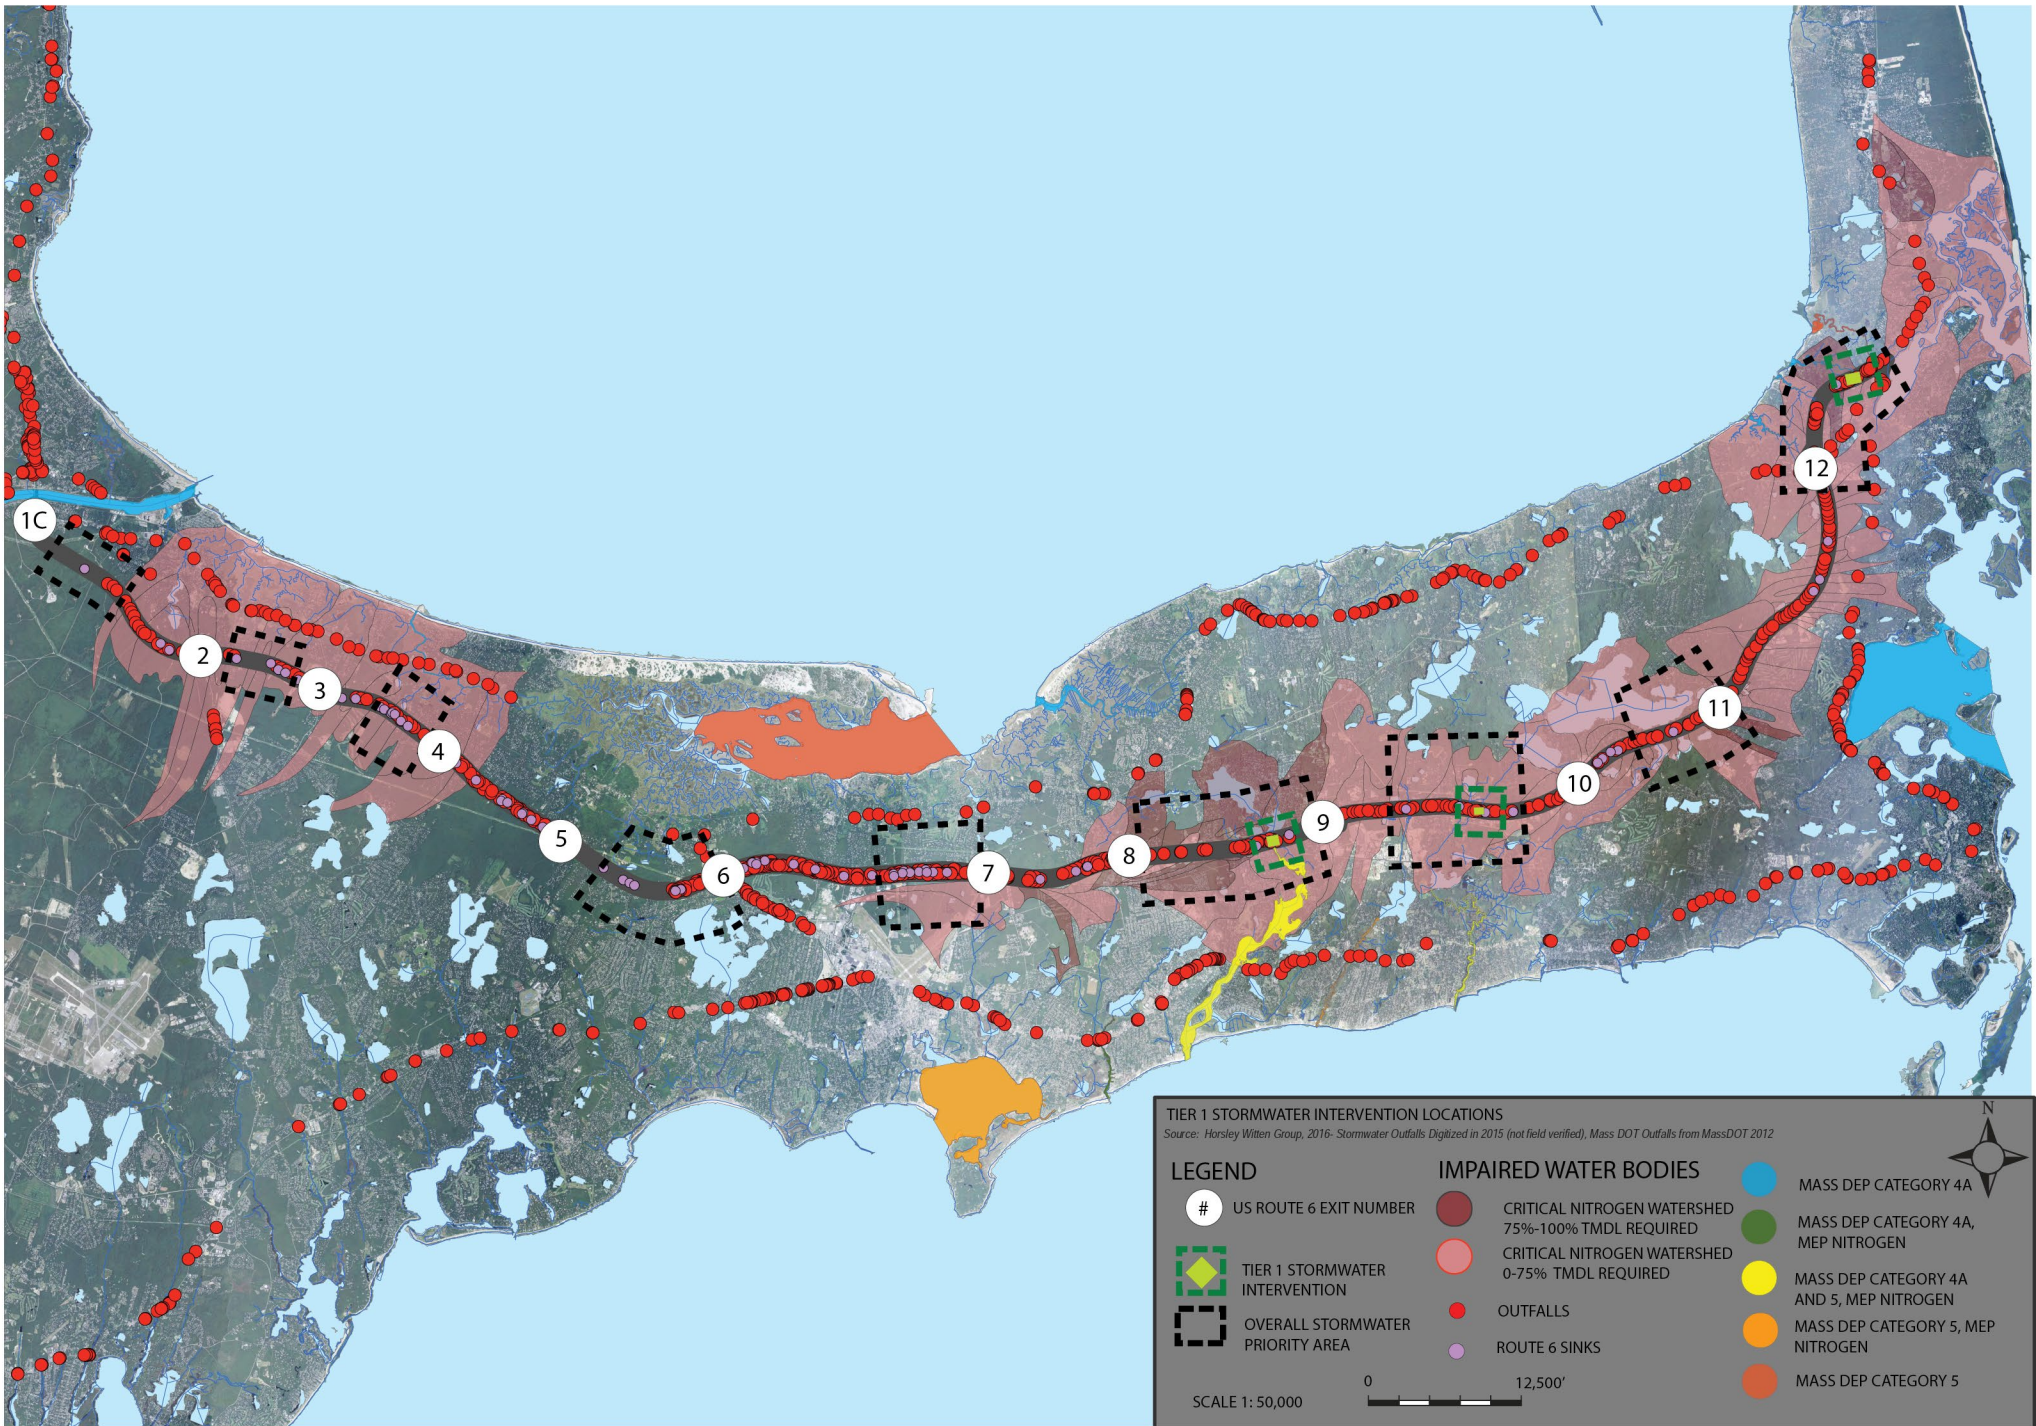 1C
2
3
4
5
6
7
8
9
10
11
12
TIER 1 STORMWATER INTERVENTION LOCATIONS
Source: Horsley Witten Group, 2016- Stormwater Outfalls Digitized in 2015 (not field verified), Mass DOT Outfalls from MassDOT 2012
N
LEGEND
# US ROUTE 6 EXIT NUMBER
TIER 1 STORMWATER
INTERVENTION
OVERALL STORMWATER
PRIORITY AREA
SCALE 1: 50,000
IMPAIRED WATER BODIES
CRITICAL NITROGEN WATERSHED
75%-100% TMDL REQUIRED
CRITICAL NITROGEN WATERSHED
0-75% TMDL REQUIRED
OUTFALLS
ROUTE 6 SINKS
0 12,500'
MASS DEP CATEGORY 4A
MASS DEP CATEGORY 4A,
MEP NITROGEN
MASS DEP CATEGORY 4A
AND 5, MEP NITROGEN
MASS DEP CATEGORY 5, MEP
NITROGEN
MASS DEP CATEGORY 5